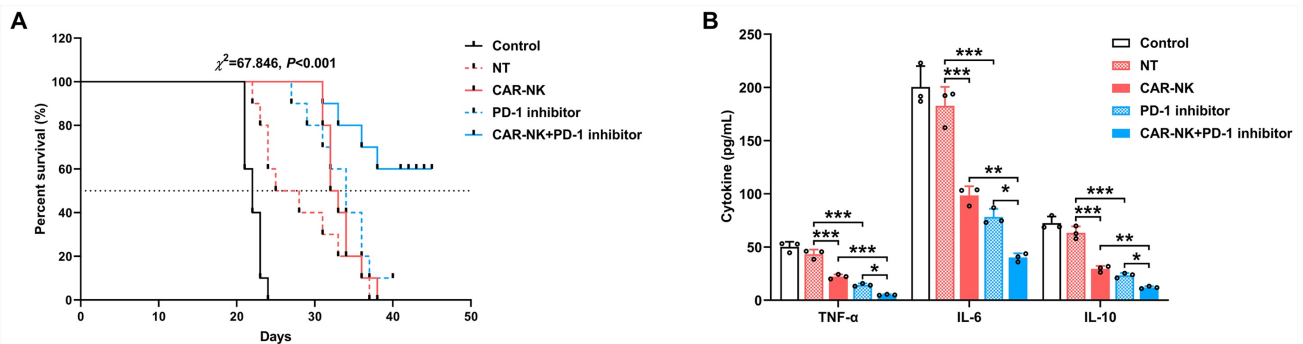 A
120
100
80
60
40
20
0
Percent survival (%)
χ²=67.846, P<0.001
0 10 20 30 40 50
Days
Control
NT
CAR-NK
PD-1 inhibitor
CAR-NK+PD-1 inhibitor
B
250
200
150
100
50
0
Cytokine (pg/mL)
***
***
***
*
***
***
**
*
***
***
**
*
TNF-α IL-6 IL-10
Control
NT
CAR-NK
PD-1 inhibitor
CAR-NK+PD-1 inhibitor